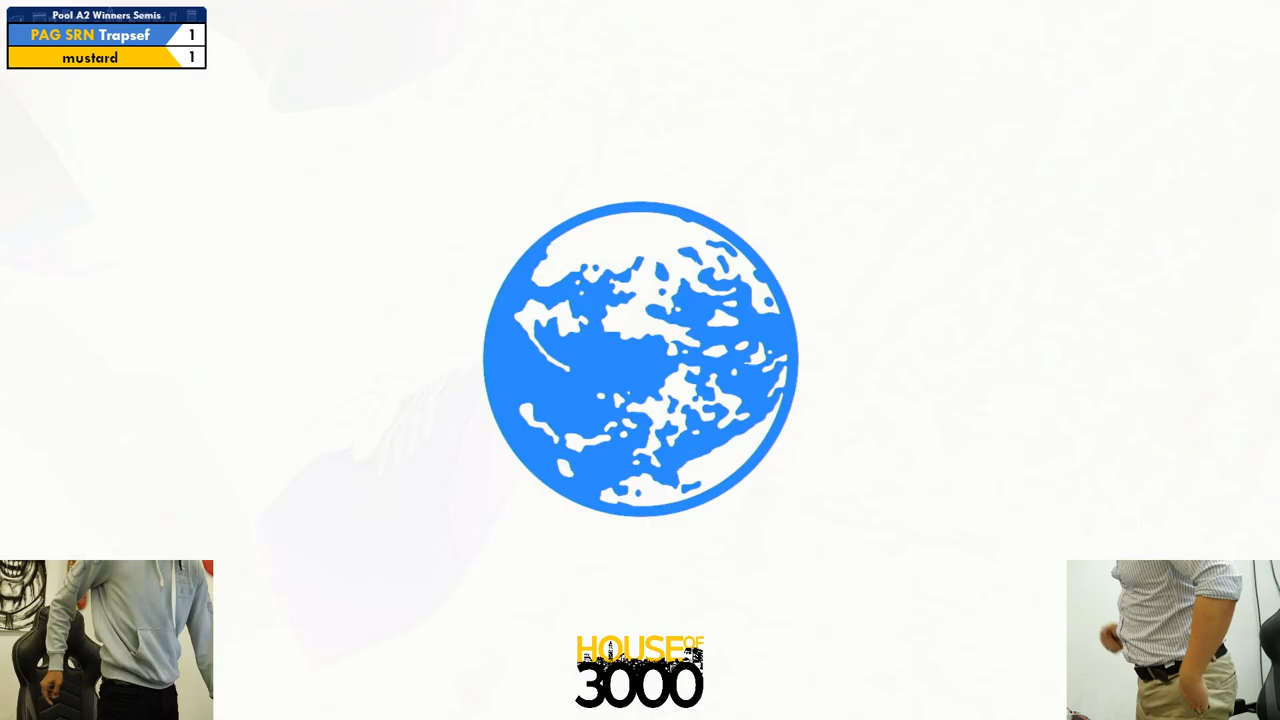 Pool A2 Winners Semis
PAG SRN Trapsef 1
mustard 1
HOUSE OF
3000